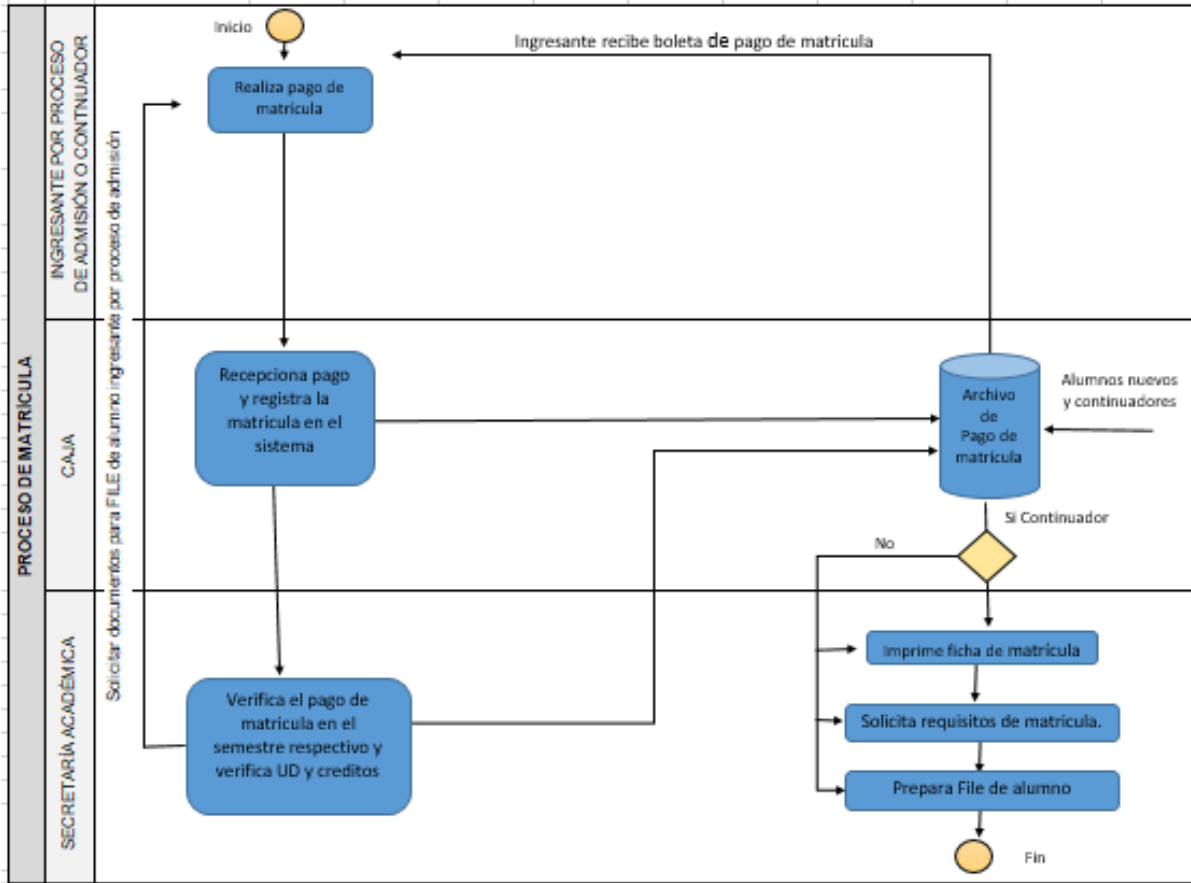 PROCESO DE MATRÍCULA
INGRESANTE POR PROCESO
DE ADMISIÓN O CONTNUADOR
CAJA
SECRETARÍA ACADÉMICA
Solicitar documentos para FILE de alumno ingresante por proceso de admisión
Inicio
Ingresante recibe boleta de pago de matricula
Realiza pago de
matrícula
Recepciona pago
y registra la
matricula en el
sistema
Archivo
de
Pago de
matrícula
Alumnos nuevos
y continuadores
Si Continuador
No
Verifica el pago de
matricula en el
semestre respectivo y
verifica UD y creditos
Imprime ficha de matrícula
Solicita requisitos de matrícula.
Prepara File de alumno
Fin